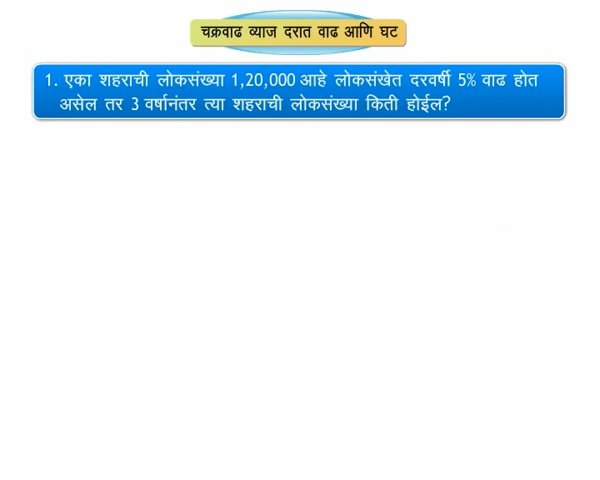 चक्रवाढ व्याज दरात वाढ आणि घट
1. एका शहराची लोकसंख्या 1,20,000 आहे लोकसंखेत दरवर्षी 5% वाढ होत
असेल तर 3 वर्षानंतर त्या शहराची लोकसंख्या किती होईल?